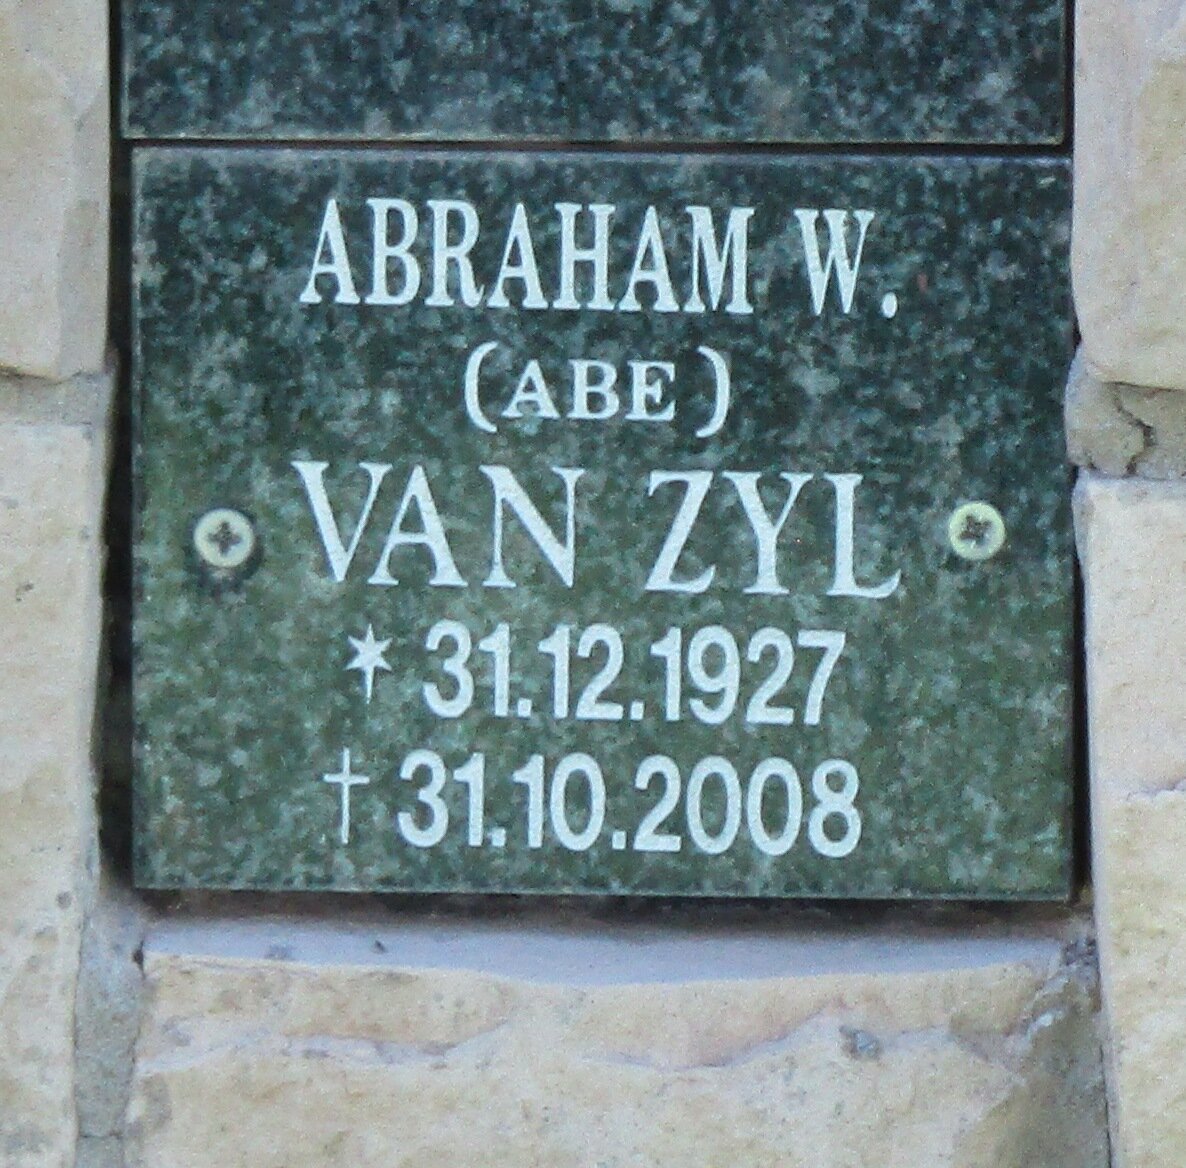 ABRAHAM W.
(ABE)
VAN ZYL
* 31.12.1927
† 31.10.2008